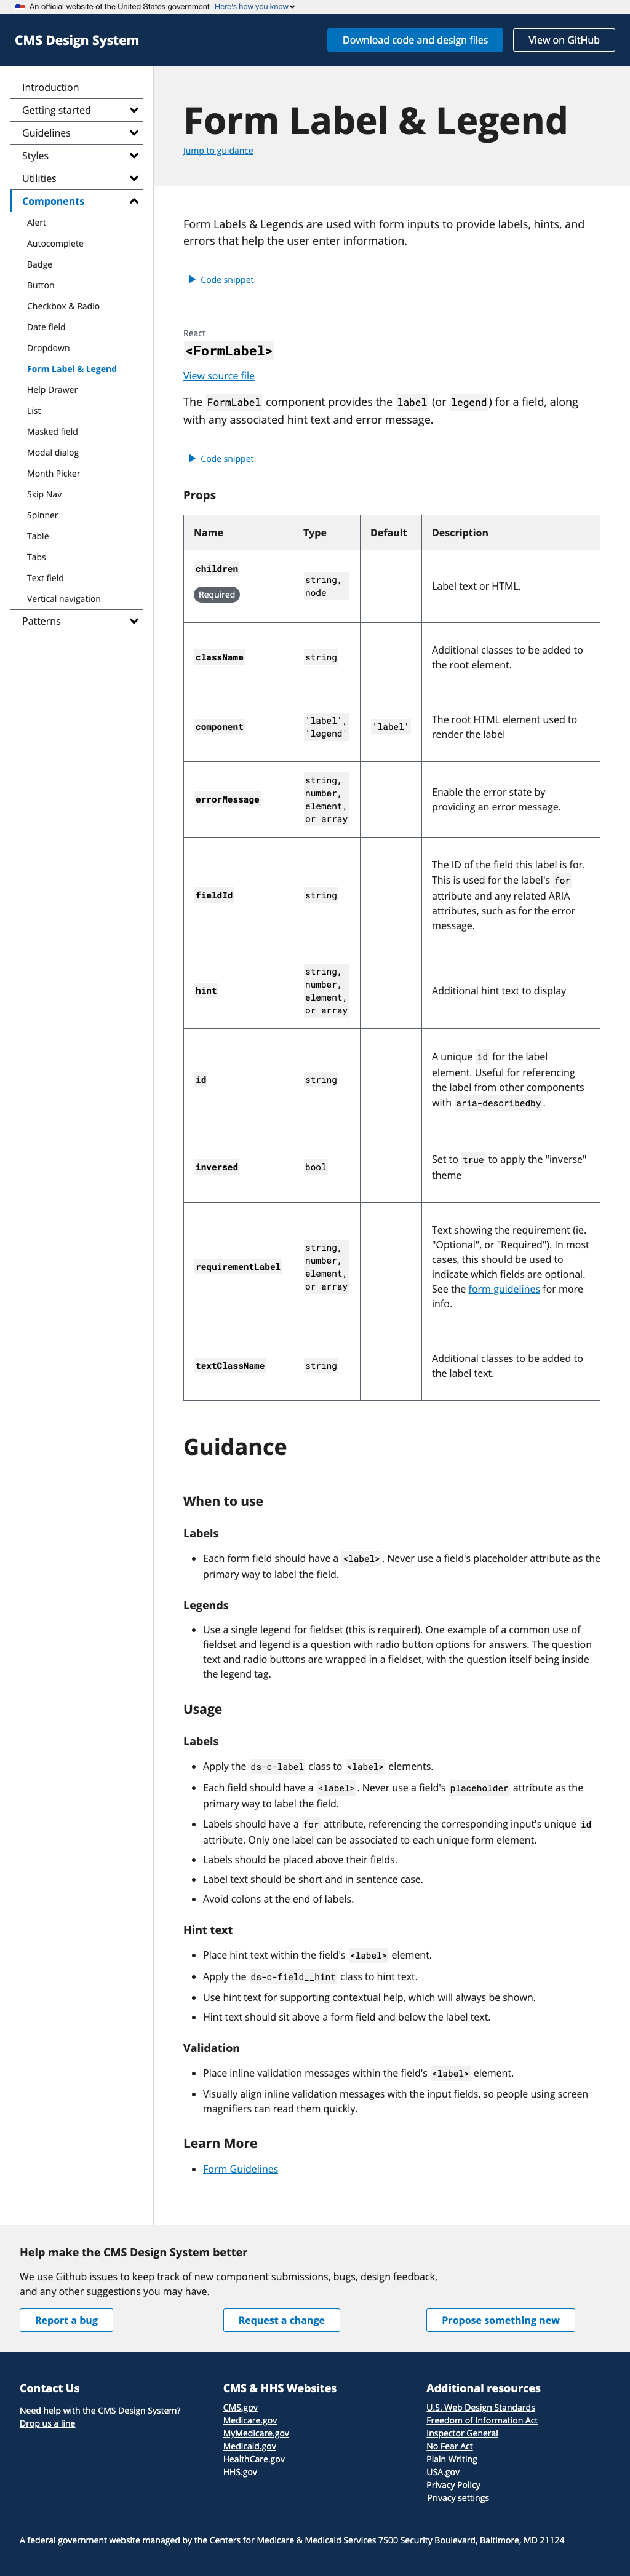 An official website of the United States government Here's how you know
CMS Design System
Download code and design files
View on GitHub
Introduction
Getting started
Guidelines
Styles
Utilities
Components
Alert
Autocomplete
Badge
Button
Checkbox & Radio
Date field
Dropdown
Form Label & Legend
Help Drawer
List
Masked field
Modal dialog
Month Picker
Skip Nav
Spinner
Table
Tabs
Text field
Vertical navigation
Patterns
Form Label & Legend
Jump to guidance
Form Labels & Legends are used with form inputs to provide labels, hints, and
errors that help the user enter information.
Code snippet
React
<FormLabel>
View source file
The FormLabel component provides the label (or legend) for a field, along
with any associated hint text and error message.
Code snippet
Props
Name Type Default Description
children
Required
string,
node
Label text or HTML.
className
string
Additional classes to be added to
the root element.
component
'label',
'legend'
'label'
The root HTML element used to
render the label
errorMessage
string,
number,
element,
or array
Enable the error state by
providing an error message.
fieldId
string
The ID of the field this label is for.
This is used for the label's for
attribute and any related ARIA
attributes, such as for the error
message.
hint
string,
number,
element,
or array
Additional hint text to display
id
string
A unique id for the label
element. Useful for referencing
the label from other components
with aria-describedby.
inversed
bool
Set to true to apply the "inverse"
theme
requirementLabel
string,
number,
element,
or array
Text showing the requirement (ie.
"Optional", or "Required"). In most
cases, this should be used to
indicate which fields are optional.
See the form guidelines for more
info.
textClassName
string
Additional classes to be added to
the label text.
Guidance
When to use
Labels
• Each form field should have a <label>. Never use a field's placeholder attribute as the
primary way to label the field.
Legends
• Use a single legend for fieldset (this is required). One example of a common use of
fieldset and legend is a question with radio button options for answers. The question
text and radio buttons are wrapped in a fieldset, with the question itself being inside
the legend tag.
Usage
Labels
• Apply the ds-c-label class to <label> elements.
• Each field should have a <label>. Never use a field's placeholder attribute as the
primary way to label the field.
• Labels should have a for attribute, referencing the corresponding input's unique id
attribute. Only one label can be associated to each unique form element.
• Labels should be placed above their fields.
• Label text should be short and in sentence case.
• Avoid colons at the end of labels.
Hint text
• Place hint text within the field's <label> element.
• Apply the ds-c-field__hint class to hint text.
• Use hint text for supporting contextual help, which will always be shown.
• Hint text should sit above a form field and below the label text.
Validation
• Place inline validation messages within the field's <label> element.
• Visually align inline validation messages with the input fields, so people using screen
magnifiers can read them quickly.
Learn More
• Form Guidelines
Help make the CMS Design System better
We use Github issues to keep track of new component submissions, bugs, design feedback,
and any other suggestions you may have.
Report a bug
Request a change
Propose something new
Contact Us
Need help with the CMS Design System?
Drop us a line
CMS & HHS Websites
CMS.gov
Medicare.gov
MyMedicare.gov
Medicaid.gov
HealthCare.gov
HHS.gov
Additional resources
U.S. Web Design Standards
Freedom of Information Act
Inspector General
No Fear Act
Plain Writing
USA.gov
Privacy Policy
Privacy settings
A federal government website managed by the Centers for Medicare & Medicaid Services 7500 Security Boulevard, Baltimore, MD 21124